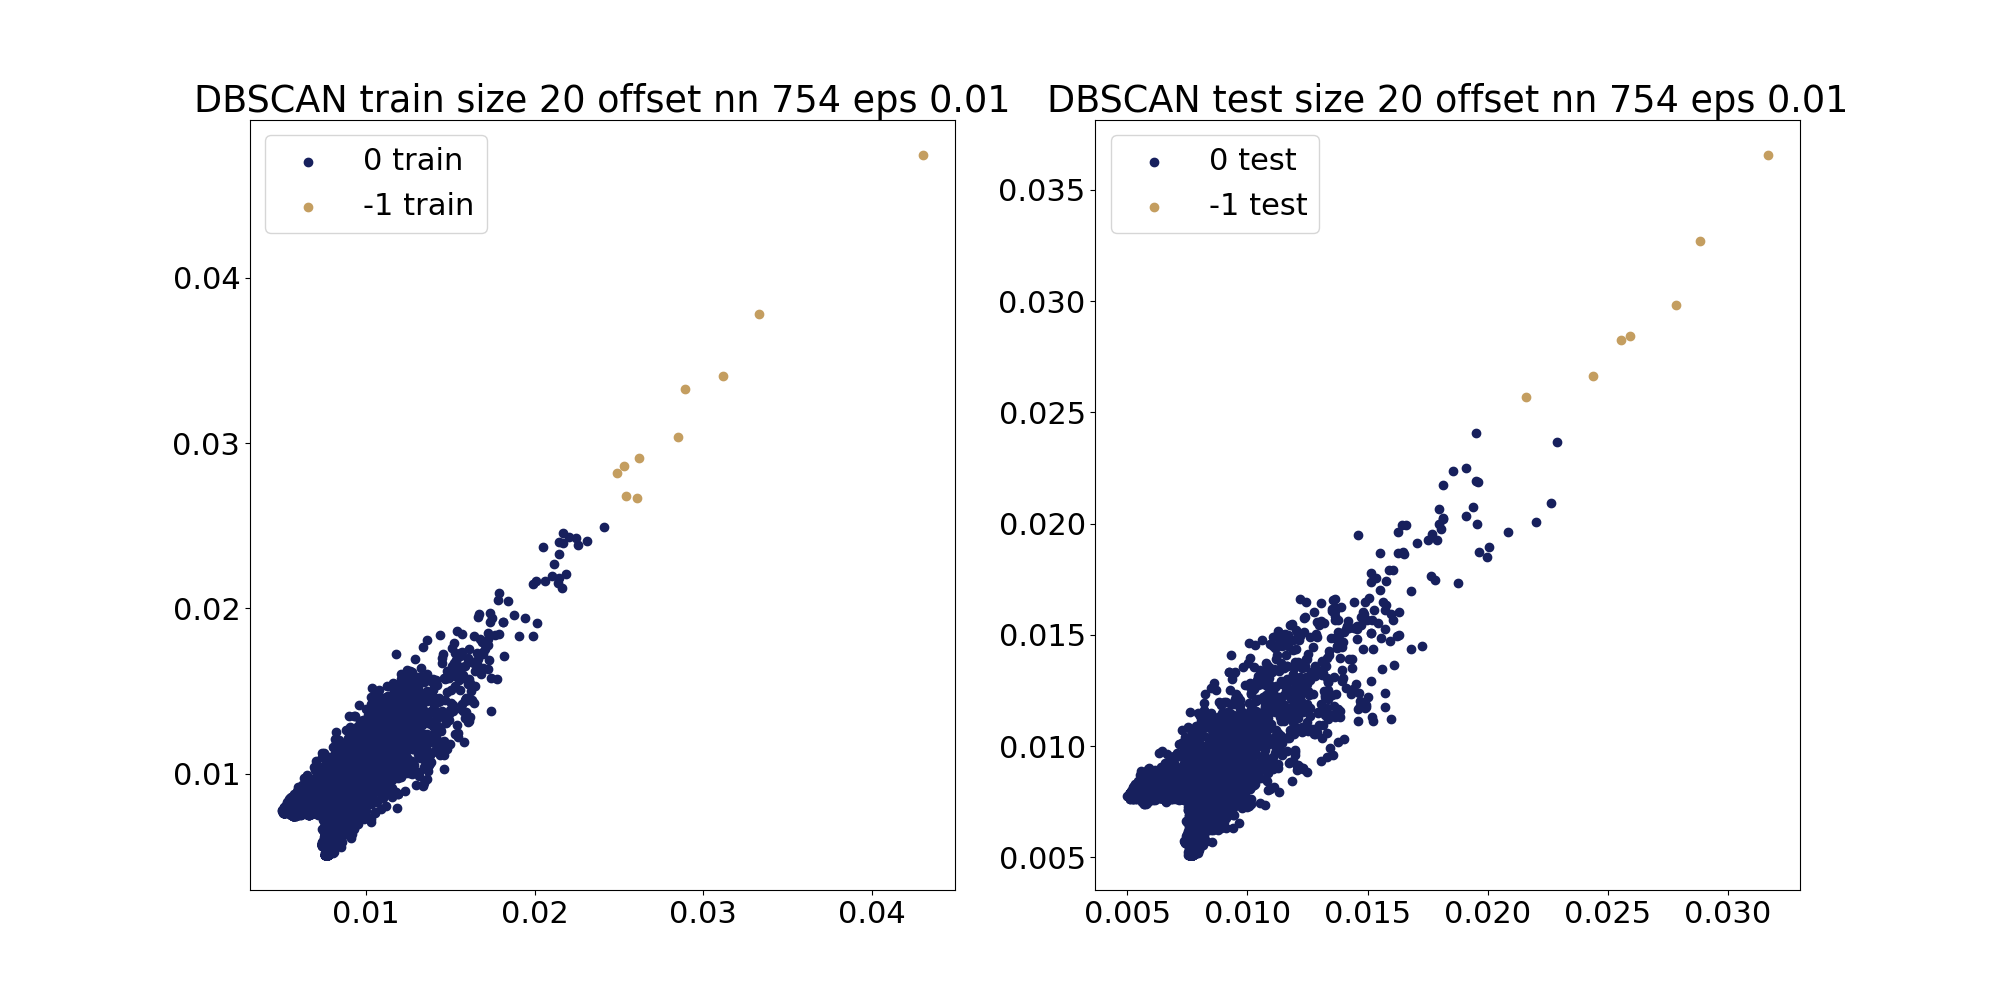 DBSCAN train size 20 offset nn 754 eps 0.01
0 train
-1 train
0.04
0.03
0.02
0.01
0.01 0.02 0.03 0.04
DBSCAN test size 20 offset nn 754 eps 0.01
0 test
-1 test
0.035
0.030
0.025
0.020
0.015
0.010
0.005
0.005 0.010 0.015 0.020 0.025 0.030